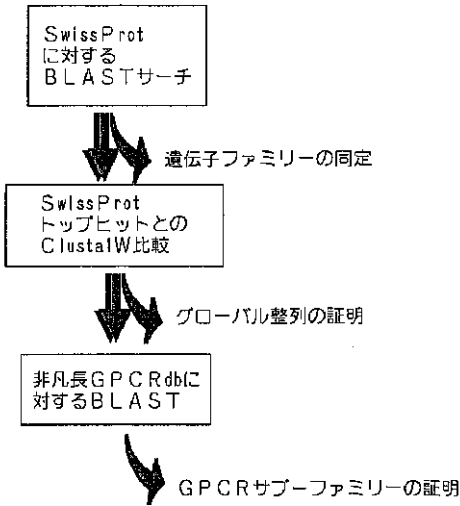 SwissProt
に対する
BLASTサーチ
遺伝子ファミリーの同定
SwissProt
トップヒットとの
ClustalW比較
グローバル整列の証明
非凡長GPCRdbに
対するBLAST
GPCRサブーファミリーの証明